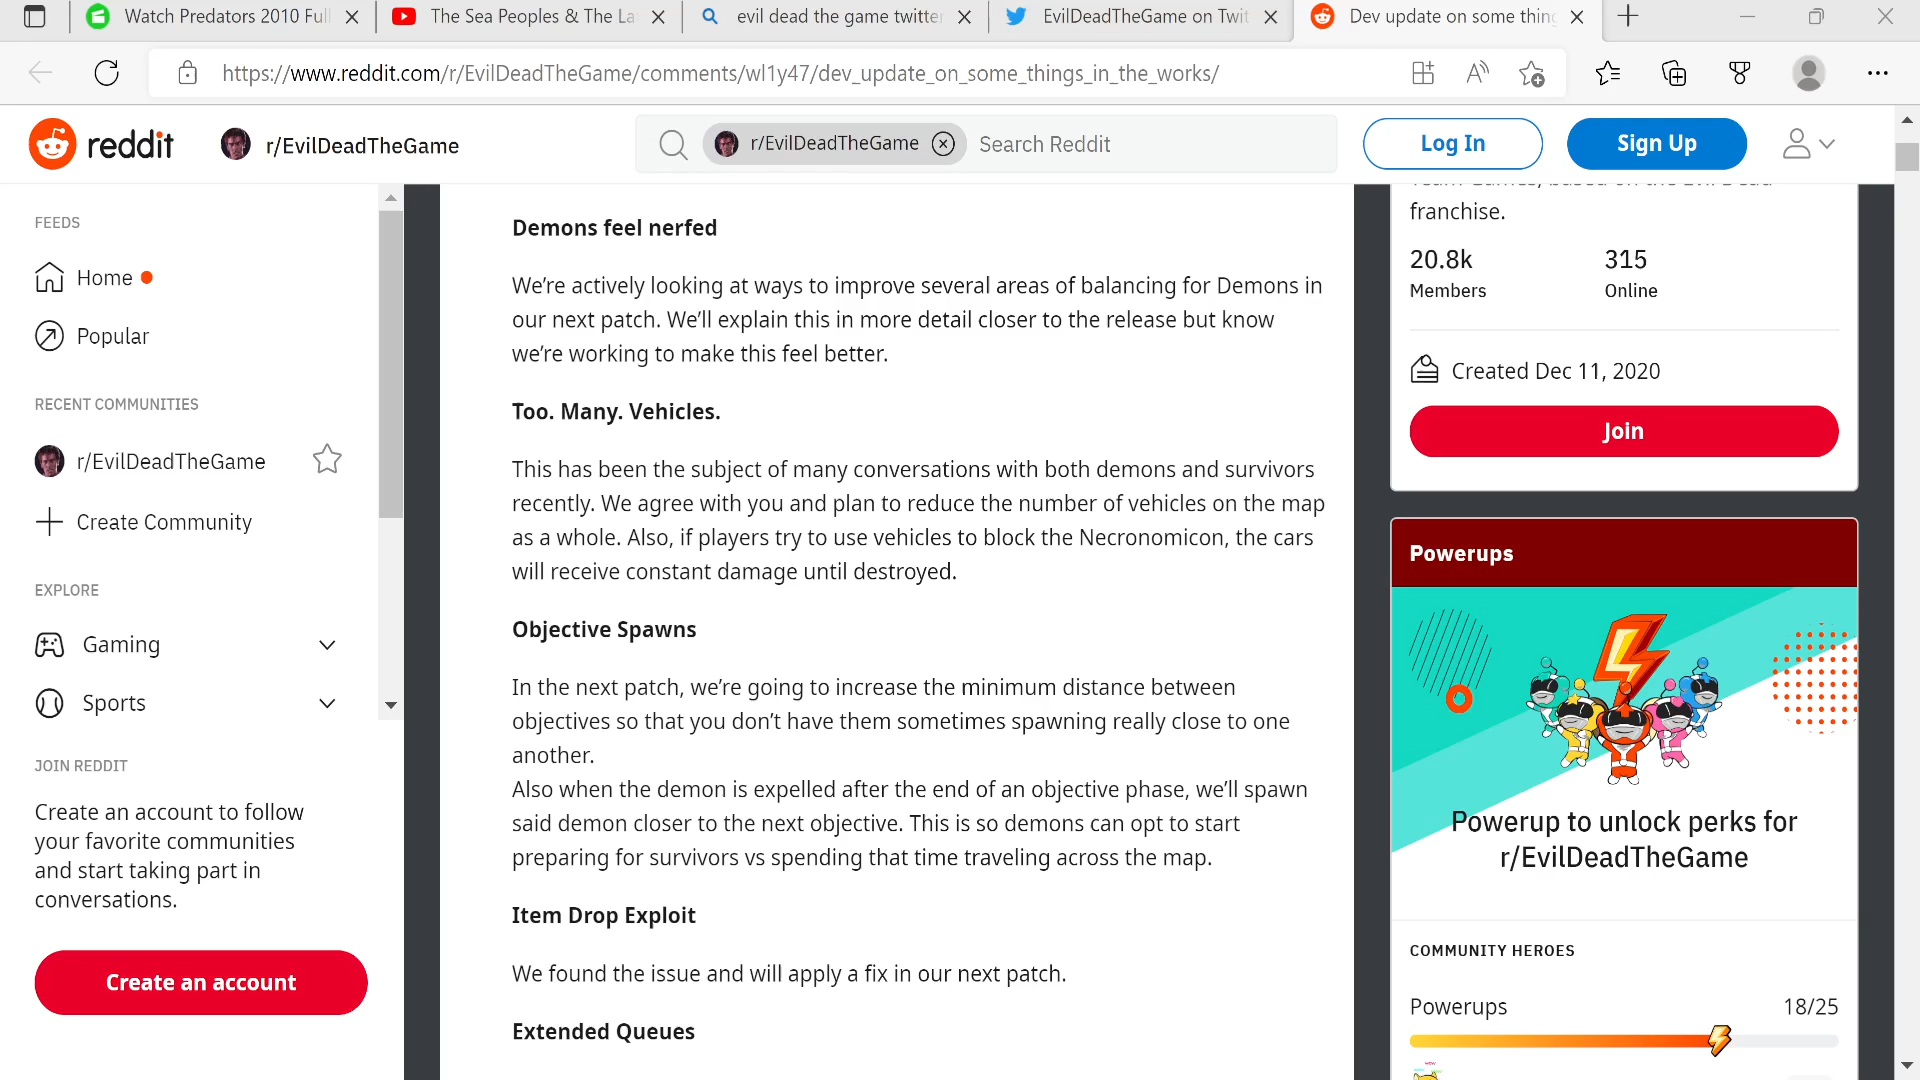 Watch Predators 2010 Full
The Sea Peoples & The La
evil dead the game twitter
EvilDeadTheGame on Twit
Dev update on some thing
https://www.reddit.com/r/EvilDeadTheGame/comments/wl1y47/dev_update_on_some_things_in_the_works/
reddit
r/EvilDeadTheGame
r/EvilDeadTheGame
Search Reddit
Log In
Sign Up
FEEDS
Home
Popular
RECENT COMMUNITIES
r/EvilDeadTheGame
Create Community
EXPLORE
Gaming
Sports
JOIN REDDIT
Create an account to follow
your favorite communities
and start taking part in
conversations.
Create an account
Demons feel nerfed
We’re actively looking at ways to improve several areas of balancing for Demons in
our next patch. We’ll explain this in more detail closer to the release but know
we’re working to make this feel better.
Too. Many. Vehicles.
This has been the subject of many conversations with both demons and survivors
recently. We agree with you and plan to reduce the number of vehicles on the map
as a whole. Also, if players try to use vehicles to block the Necronomicon, the cars
will receive constant damage until destroyed.
Objective Spawns
In the next patch, we’re going to increase the minimum distance between
objectives so that you don’t have them sometimes spawning really close to one
another.
Also when the demon is expelled after the end of an objective phase, we’ll spawn
said demon closer to the next objective. This is so demons can opt to start
preparing for survivors vs spending that time traveling across the map.
Item Drop Exploit
We found the issue and will apply a fix in our next patch.
Extended Queues
franchise.
20.8k
Members
315
Online
Created Dec 11, 2020
Join
Powerups
Powerup to unlock perks for
r/EvilDeadTheGame
COMMUNITY HEROES
Powerups
18/25